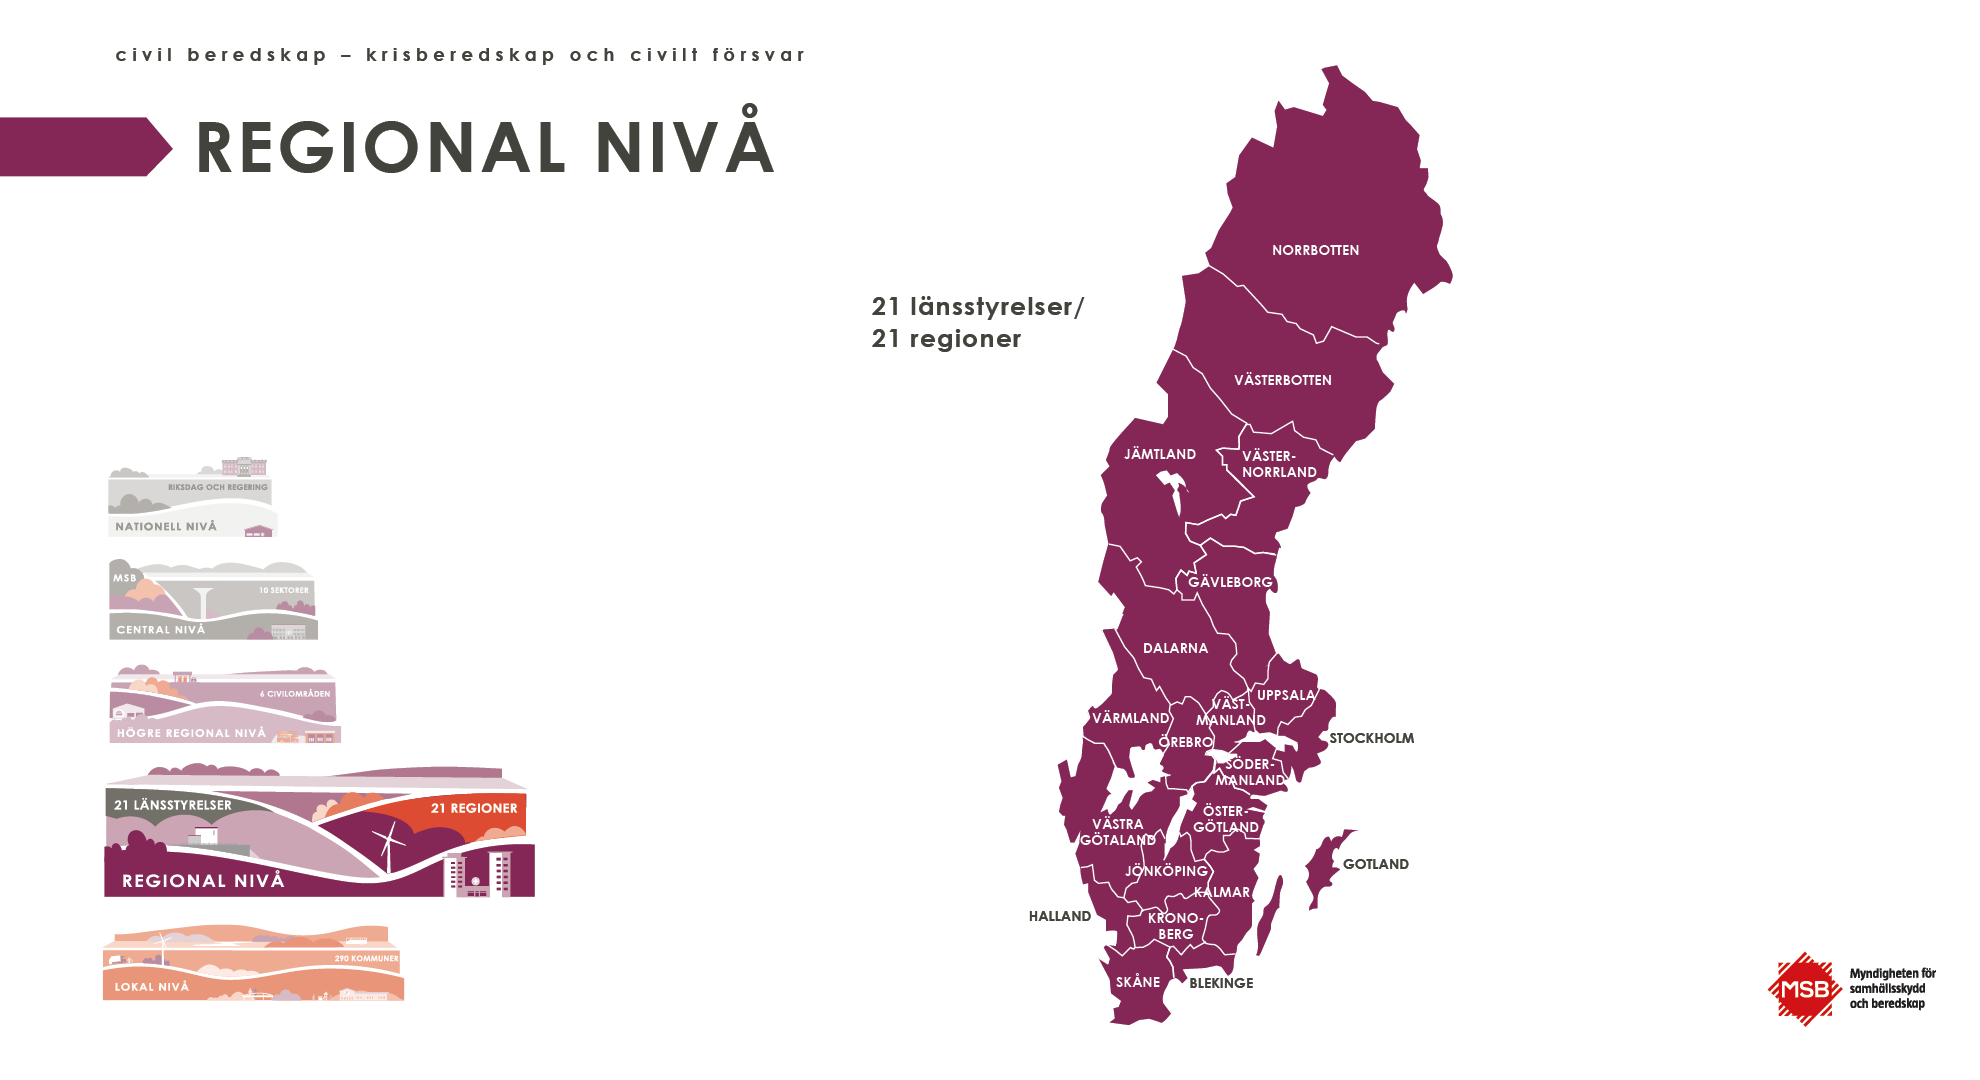 civil beredskap – krisberedskap och civilt försvar
REGIONAL NIVÅ
21 länsstyrelser/
21 regioner
RIKSDAG OCH REGERING
NATIONELL NIVÅ
MSB
10 SEKTORER
CENTRAL NIVÅ
6 CIVILOMRÅDEN
HÖGRE REGIONAL NIVÅ
21 LÄNSSTYRELSER
21 REGIONER
REGIONAL NIVÅ
290 KOMMUNER
LOKAL NIVÅ
NORRBOTTEN
VÄSTERBOTTEN
JÄMTLAND
VÄSTER-
NORRLAND
GÄVLEBORG
DALARNA
UPPSALA
VÄST-
MANLAND
VÄRMLAND
ÖREBRO
STOCKHOLM
SÖDER-
MANLAND
ÖSTER-
GÖTLAND
VÄSTRA
GÖTALAND
GOTLAND
JÖNKÖPING
KALMAR
HALLAND
KRONO-
BERG
SKÅNE
BLEKINGE
MSB
Myndigheten för
samhällsskydd
och beredskap